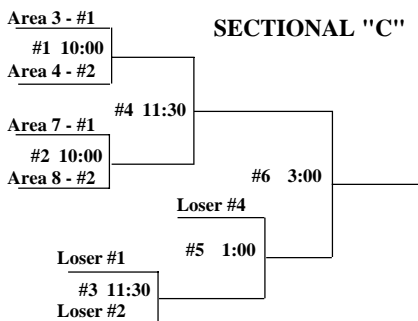 Area 3 - #1
SECTIONAL "C"
#1 10:00
Area 4 - #2
#4 11:30
Area 7 - #1
#2 10:00
Area 8 - #2
#6 3:00
Loser #4
#5 1:00
Loser #1
#3 11:30
Loser #2